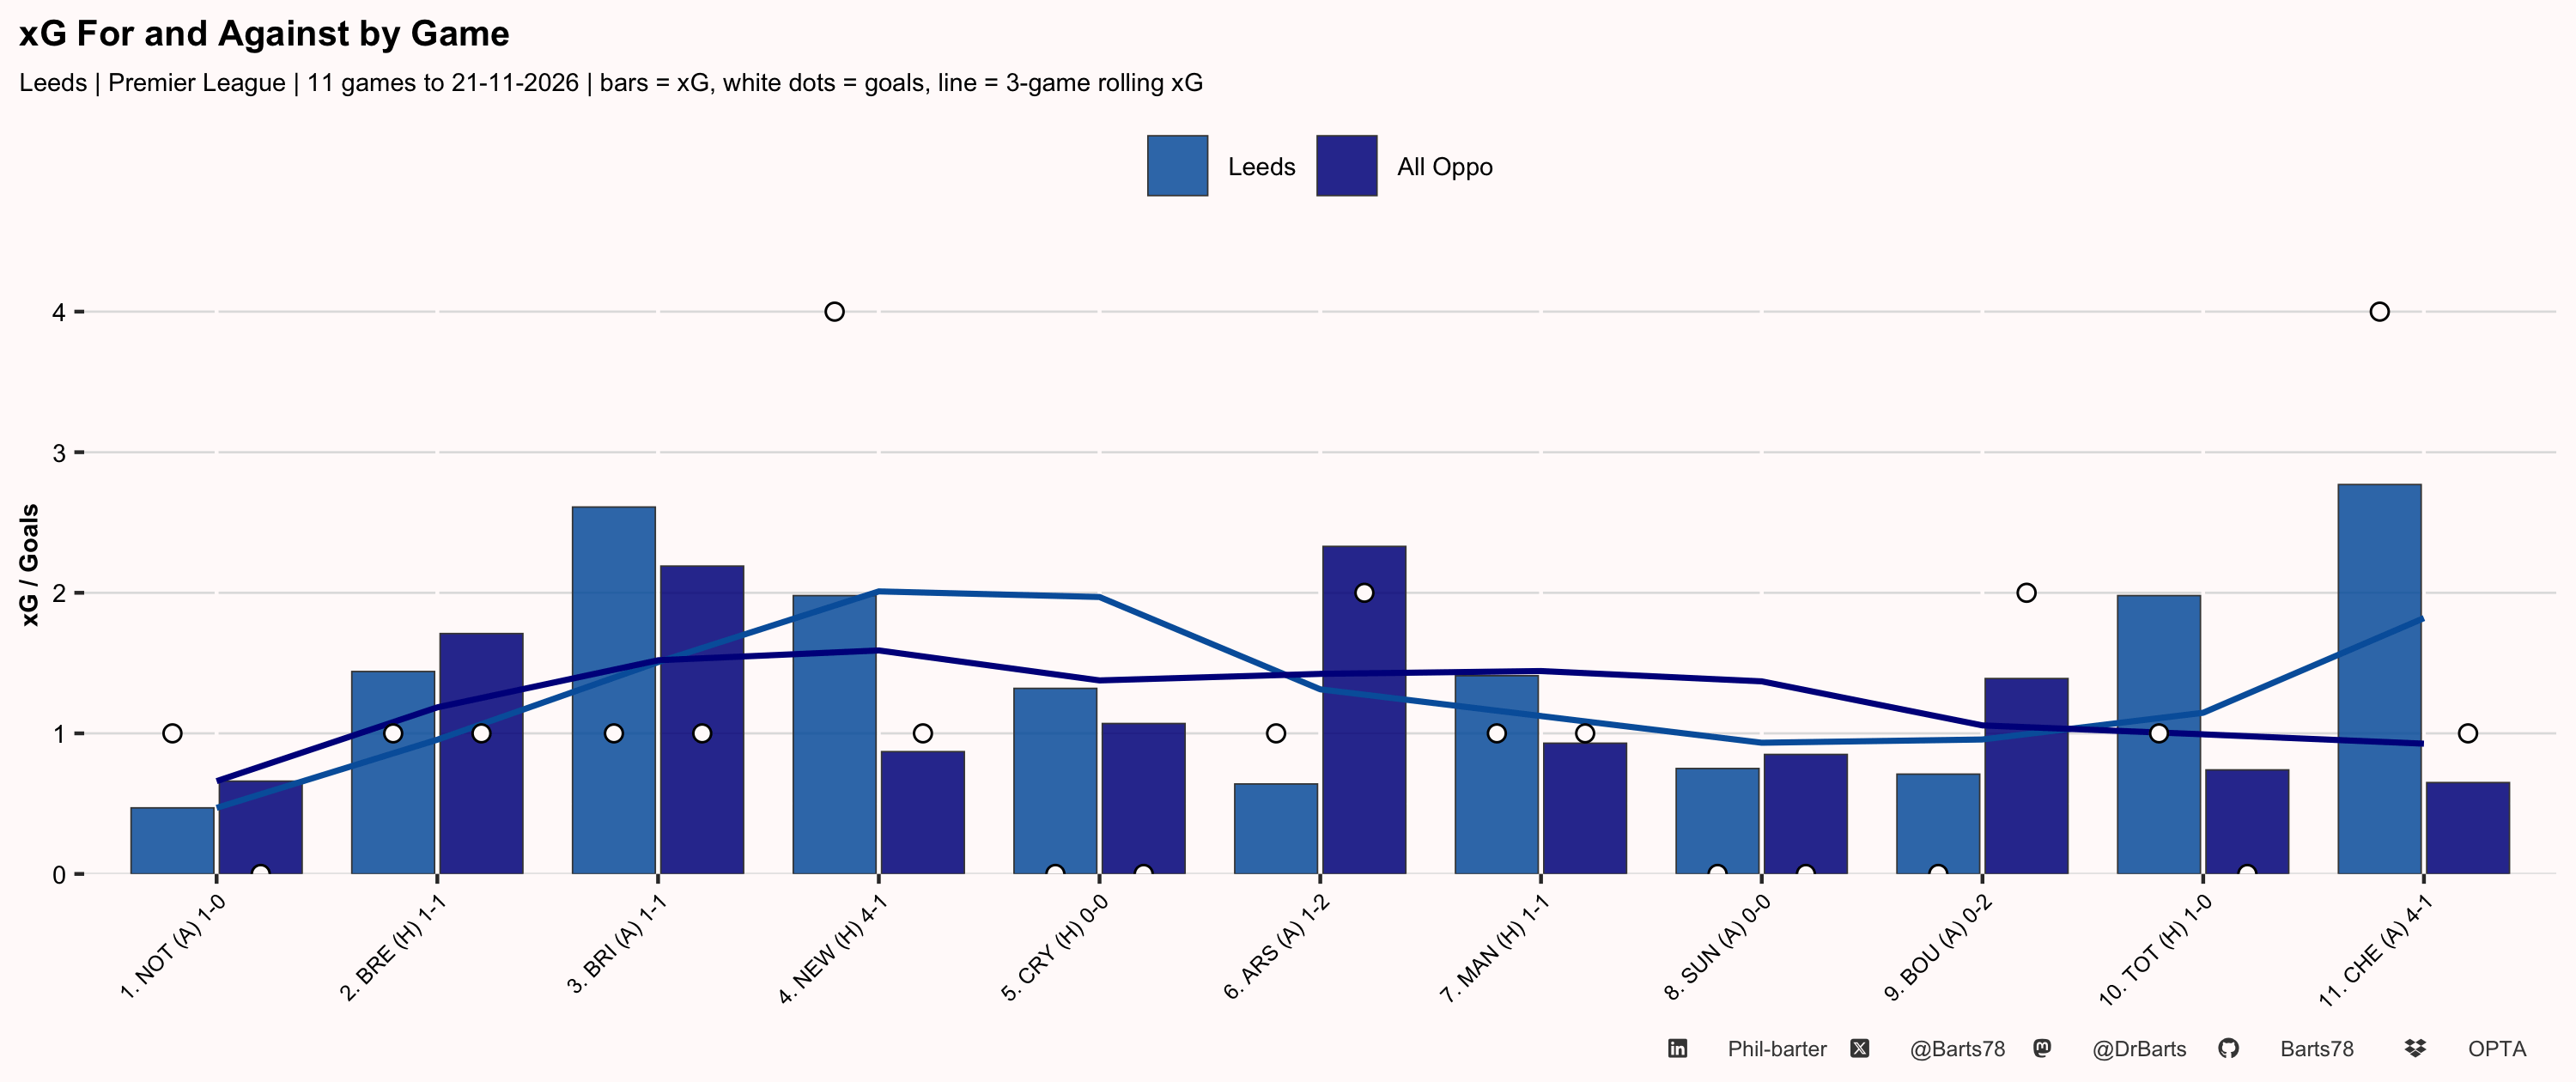 xG For and Against by Game
Leeds | Premier League | 11 games to 21-11-2026 | bars = xG, white dots = goals, line = 3-game rolling xG
Leeds
All Oppo
xG / Goals
4
3
2
1
0
1. NOT (A) 1-0
2. BRE (H) 1-1
3. BRI (A) 1-1
4. NEW (H) 4-1
5. CRY (H) 0-0
6. ARS (A) 1-2
7. MAN (H) 1-1
8. SUN (A) 0-0
9. BOU (A) 0-2
10. TOT (H) 1-0
11. CHE (A) 4-1
Phil-barter @Barts78 @DrBarts Barts78 OPTA